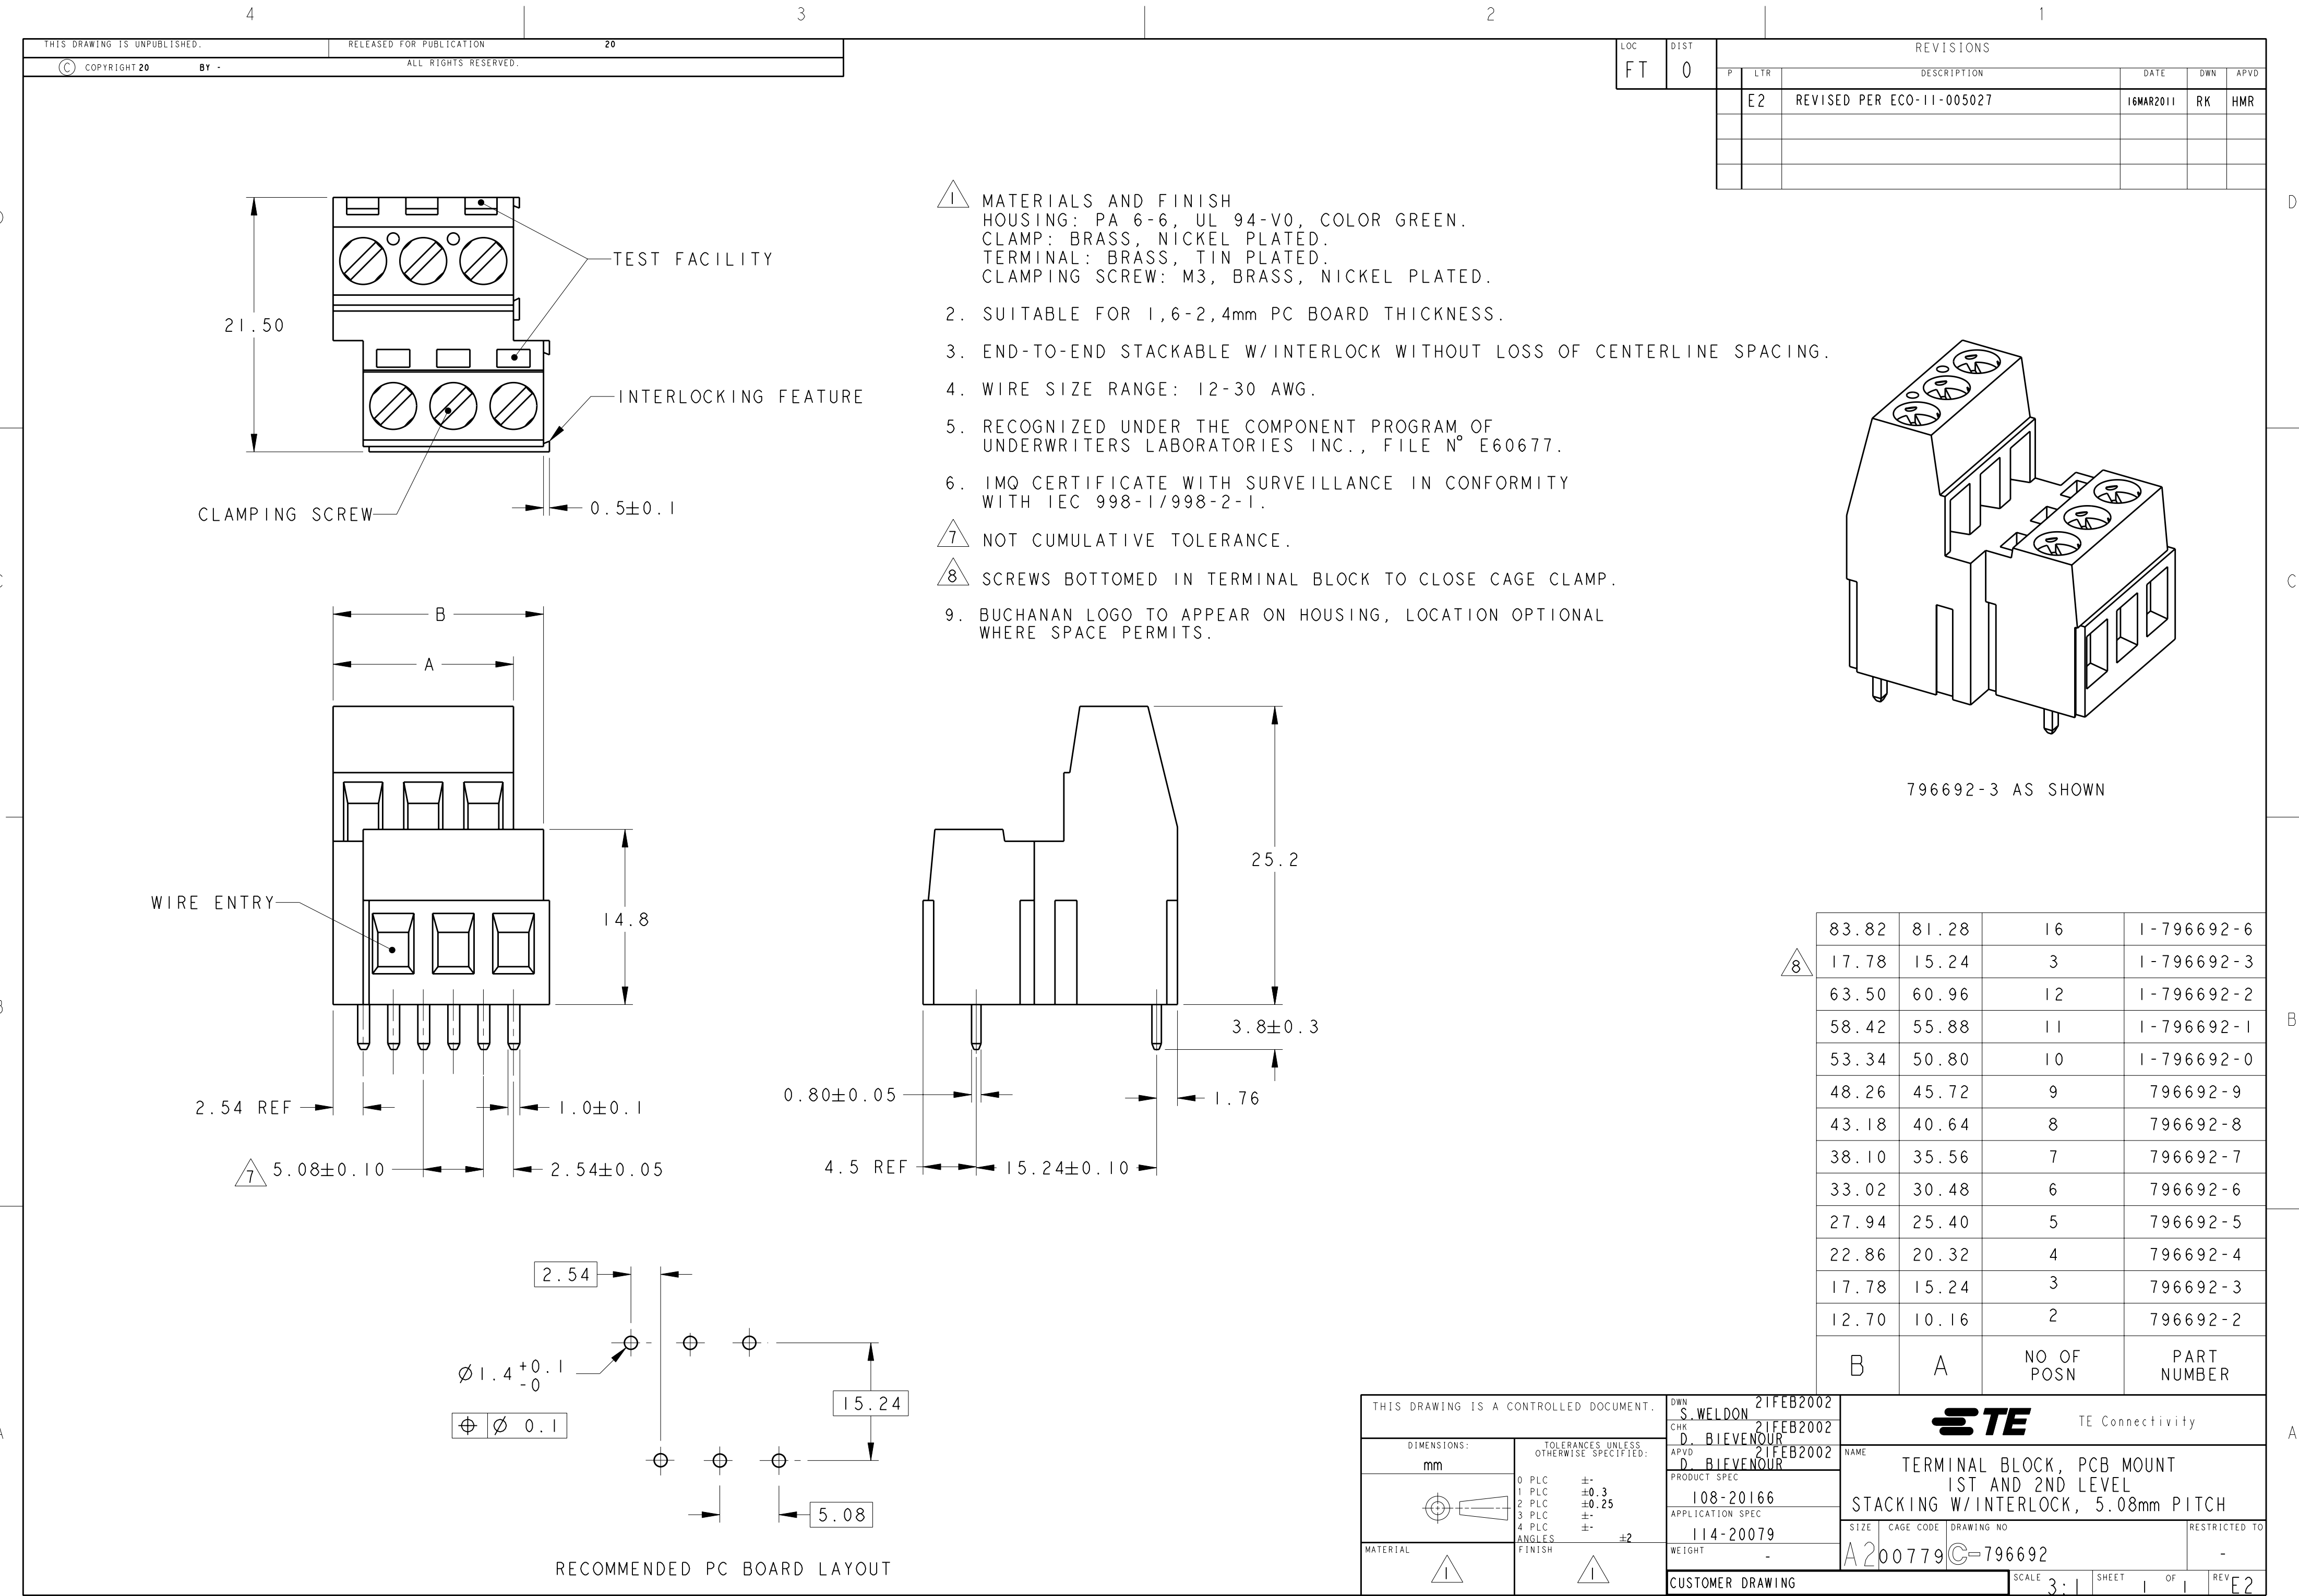 4 3 2 1
THIS DRAWING IS UNPUBLISHED. RELEASED FOR PUBLICATION 20
© COPYRIGHT 20 BY - ALL RIGHTS RESERVED.
LOC DIST REVISIONS
FT 0 P LTR DESCRIPTION DATE DWN APVD
E2 REVISED PER ECO-11-005027 16MAR2011 RK HMR
D
21.50
TEST FACILITY
INTERLOCKING FEATURE
CLAMPING SCREW
0.5±0.1
1 MATERIALS AND FINISH
HOUSING: PA 6-6, UL 94-V0, COLOR GREEN.
CLAMP: BRASS, NICKEL PLATED.
TERMINAL: BRASS, TIN PLATED.
CLAMPING SCREW: M3, BRASS, NICKEL PLATED.
2. SUITABLE FOR 1,6-2,4mm PC BOARD THICKNESS.
3. END-TO-END STACKABLE W/INTERLOCK WITHOUT LOSS OF CENTERLINE SPACING.
4. WIRE SIZE RANGE: 12-30 AWG.
5. RECOGNIZED UNDER THE COMPONENT PROGRAM OF
UNDERWRITERS LABORATORIES INC., FILE N° E60677.
6. IMQ CERTIFICATE WITH SURVEILLANCE IN CONFORMITY
WITH IEC 998-1/998-2-1.
7 NOT CUMULATIVE TOLERANCE.
8 SCREWS BOTTOMED IN TERMINAL BLOCK TO CLOSE CAGE CLAMP.
9. BUCHANAN LOGO TO APPEAR ON HOUSING, LOCATION OPTIONAL
WHERE SPACE PERMITS.
C
796692-3 AS SHOWN
B
A
WIRE ENTRY
14.8
2.54 REF
1.0±0.1
7 5.08±0.10
2.54±0.05
25.2
3.8±0.3
0.80±0.05
1.76
4.5 REF
15.24±0.10
B
83.82 81.28 16 1-796692-6
8 17.78 15.24 3 1-796692-3
63.50 60.96 12 1-796692-2
58.42 55.88 11 1-796692-1
53.34 50.80 10 1-796692-0
48.26 45.72 9 796692-9
43.18 40.64 8 796692-8
38.10 35.56 7 796692-7
33.02 30.48 6 796692-6
27.94 25.40 5 796692-5
22.86 20.32 4 796692-4
17.78 15.24 3 796692-3
12.70 10.16 2 796692-2
B A NO OF POSN PART NUMBER
2.54
Ø1.4 +0.1 -0
⌖ Ø 0.1
15.24
5.08
RECOMMENDED PC BOARD LAYOUT
A
THIS DRAWING IS A CONTROLLED DOCUMENT.
DIMENSIONS:
mm
TOLERANCES UNLESS
OTHERWISE SPECIFIED:
0 PLC ±-
1 PLC ±0.3
2 PLC ±0.25
3 PLC ±-
4 PLC ±-
ANGLES ±2
MATERIAL 1
FINISH 1
DWN 21FEB2002
S.WELDON
CHK 21FEB2002
D. BIEVENOUR
APVD 21FEB2002
D. BIEVENOUR
PRODUCT SPEC
108-20166
APPLICATION SPEC
114-20079
WEIGHT -
CUSTOMER DRAWING
TE TE Connectivity
NAME
TERMINAL BLOCK, PCB MOUNT
1ST AND 2ND LEVEL
STACKING W/INTERLOCK, 5.08mm PITCH
SIZE CAGE CODE DRAWING NO RESTRICTED TO
A2 00779 C-796692 -
SCALE 3:1 SHEET 1 OF 1 REV E2